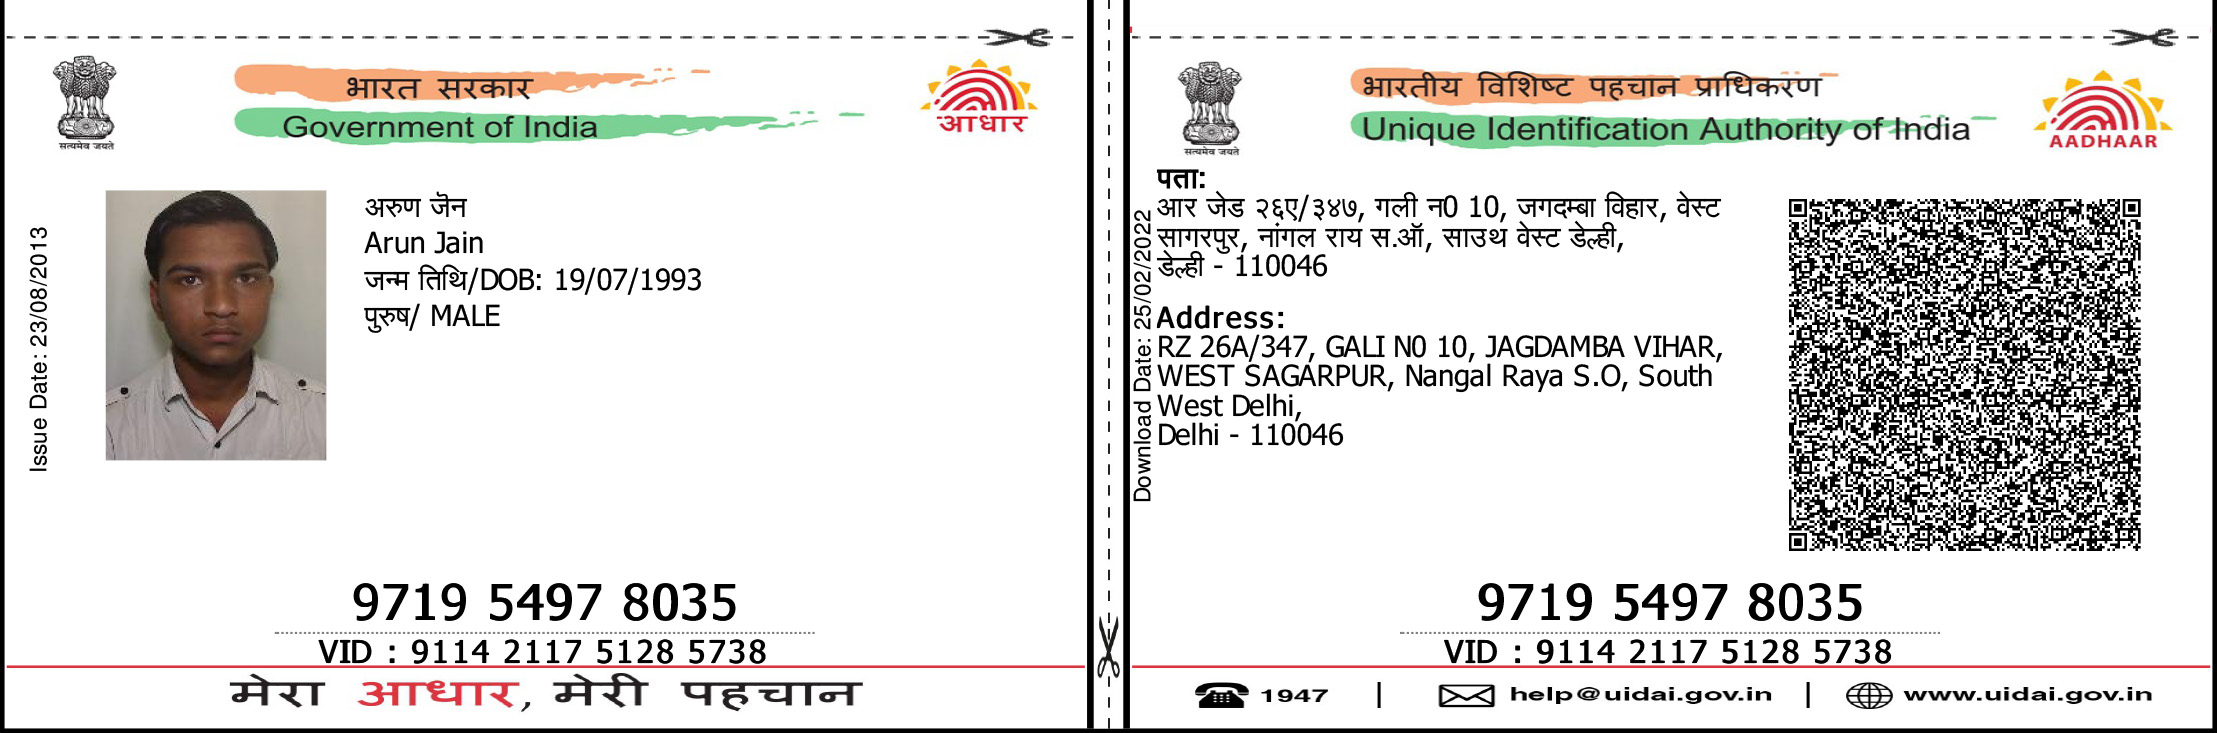 भारत सरकार
Government of India
सत्यमेव जयते
आधार
Issue Date: 23/08/2013
अरुण जॆन
Arun Jain
जन्म तिथि/DOB: 19/07/1993
पुरुष/ MALE
9719 5497 8035
VID : 9114 2117 5128 5738
मेरा आधार, मेरी पहचान
भारतीय विशिष्ट पहचान प्राधिकरण
Unique Identification Authority of India
सत्यमेव जयते
AADHAAR
Download Date: 25/02/2022
पता:
आर जेड २६ए/३४७, गली न0 10, जगदम्बा विहार, वेस्ट
सागरपुर, नांगल राय स.ऑ, साउथ वेस्ट डेल्ही,
डेल्ही - 110046
Address:
RZ 26A/347, GALI N0 10, JAGDAMBA VIHAR,
WEST SAGARPUR, Nangal Raya S.O, South
West Delhi,
Delhi - 110046
9719 5497 8035
VID : 9114 2117 5128 5738
1947 | help@uidai.gov.in | www.uidai.gov.in